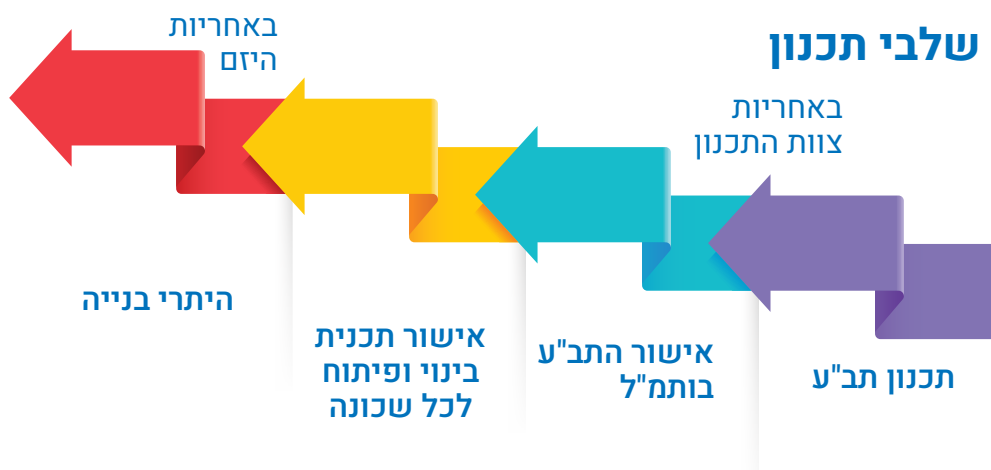 שלבי תכנון
באחריות
צוות התכנון
באחריות
היזם
תכנון תב"ע
אישור התב"ע
בותמ"ל
אישור תכנית
בינוי ופיתוח
לכל שכונה
היתרי בנייה